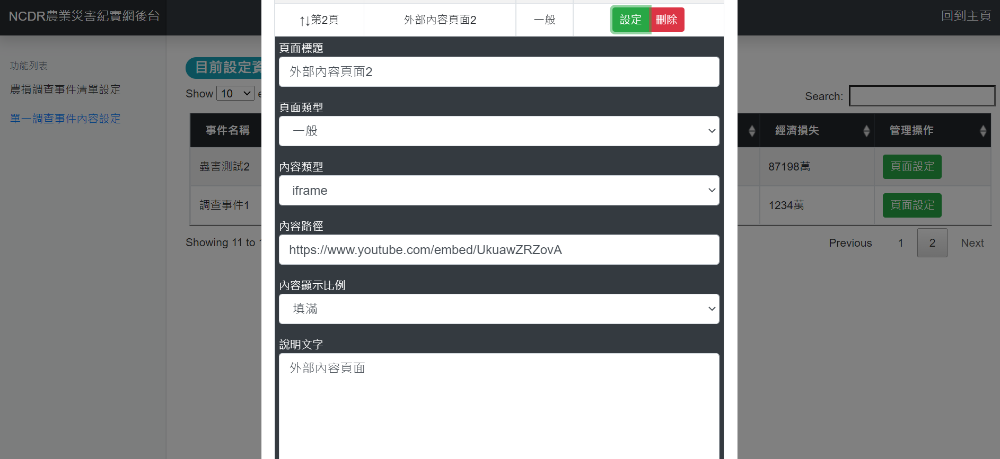 NCDR農業災害紀實網後台
回到主頁
功能列表
農損調查事件清單設定
單一調查事件內容設定
目前設定資
Show 10
Search:
事件名稱
經濟損失
管理操作
蟲害測試2
87198萬
頁面設定
調查事件1
1234萬
頁面設定
Showing 11 to
Previous 1 2 Next
↑↓第2頁
外部內容頁面2
一般
設定
刪除
頁面標題
外部內容頁面2
頁面類型
一般
內容類型
iframe
內容路徑
https://www.youtube.com/embed/UkuawZRZovA
內容顯示比例
填滿
說明文字
外部內容頁面